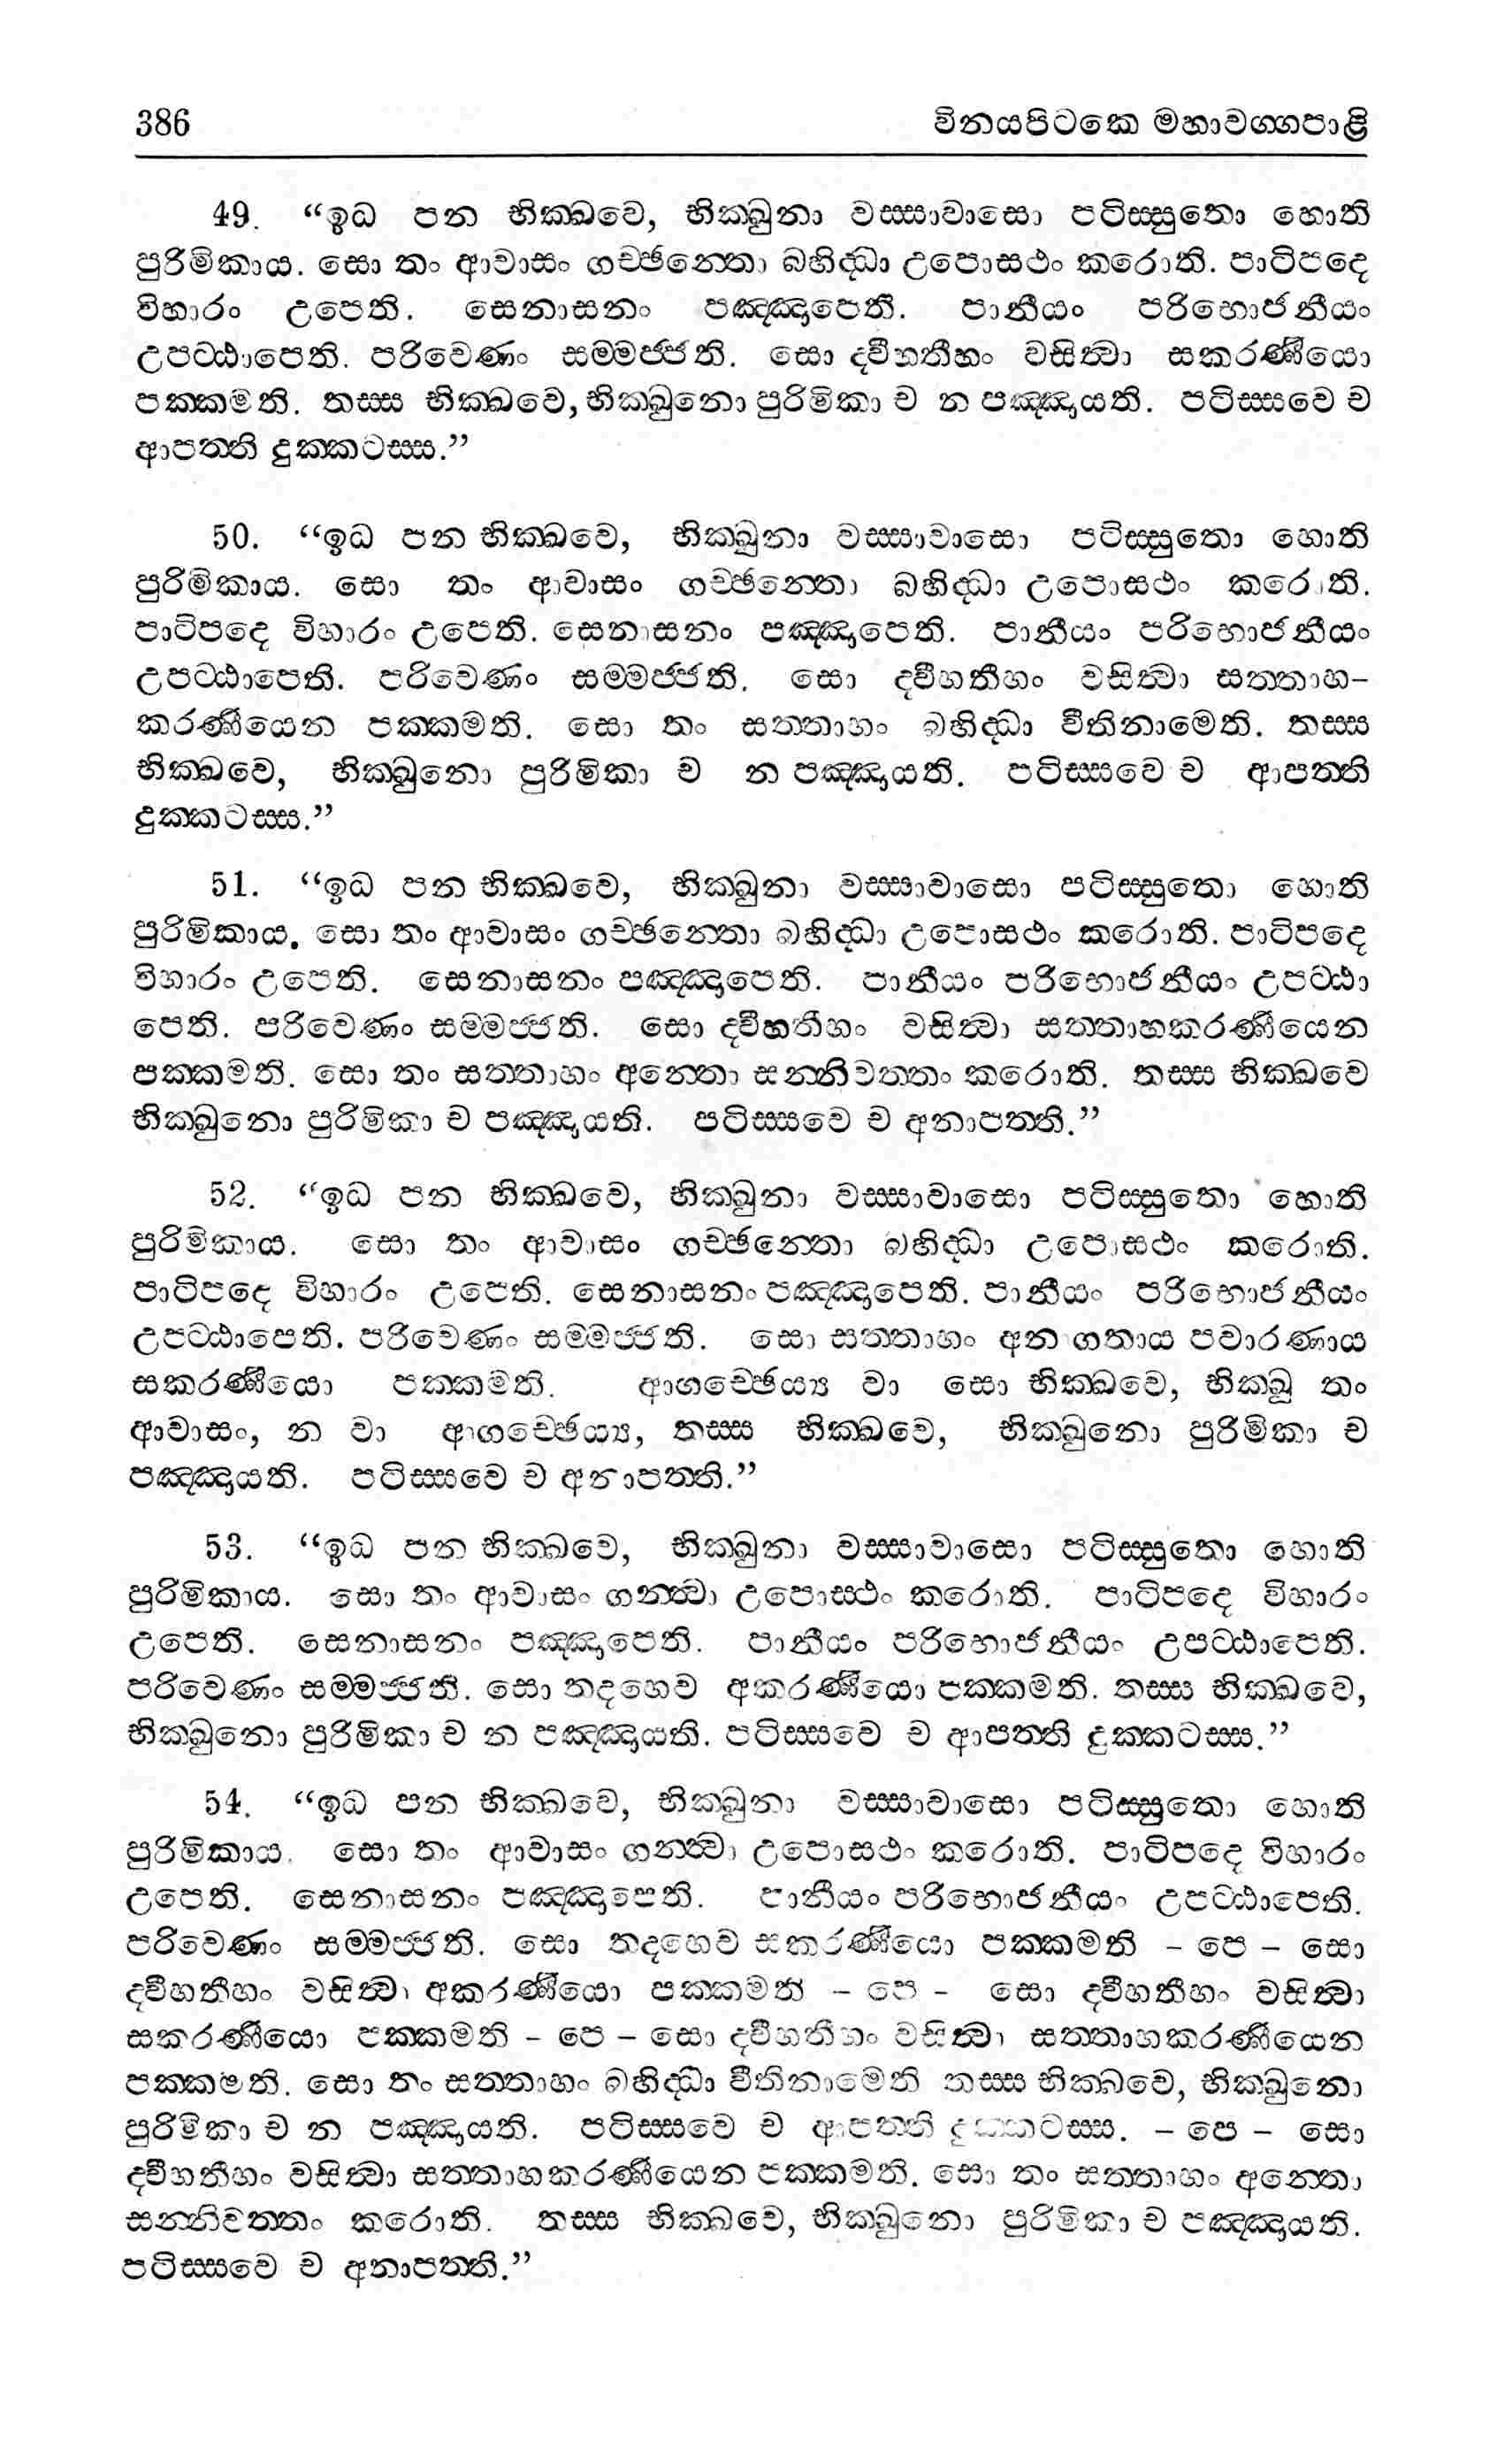 386 විනයපිටකෙ මහාවග්ගපාළි
49. “ඉධ පන භික්ඛවෙ, භික්ඛුනා වස්සාවාසො පටිස්සුතො හොති
පුරිමිකාය. සො තං ආවාසං ගච්ඡන්තො බහිද්ධා උපොසථං කරොති. පාටිපදෙ
විහාරං උපෙති. සෙනාසනං පඤ්ඤාපෙති. පානීයං පරිභොජනීයං
උපට්ඨාපෙති. පරිවෙණං සම්මජ්ජති. සො ද්වීහතීහං වසිත්වා සකරණීයො
පක්කමති. තස්ස භික්ඛවෙ, භික්ඛුනො පුරිමිකා ච න පඤ්ඤායති. පටිස්සවෙ ච
ආපත්ති දුක්කටස්ස.”
50. “ඉධ පන භික්ඛවෙ, භික්ඛුනා වස්සාවාසො පටිස්සුතො හොති
පුරිමිකාය. සො තං ආවාසං ගච්ඡන්තො බහිද්ධා උපොසථං කරොති.
පාටිපදෙ විහාරං උපෙති. සෙනාසනං පඤ්ඤාපෙති. පානීයං පරිභොජනීයං
උපට්ඨාපෙති. පරිවෙණං සම්මජ්ජති. සො ද්වීහතීහං වසිත්වා සත්තාහ-
කරණීයෙන පක්කමති. සො තං සත්තාහං බහිද්ධා වීතිනාමෙති. තස්ස
භික්ඛවෙ, භික්ඛුනො පුරිමිකා ච න පඤ්ඤායති. පටිස්සවෙ ච ආපත්ති
දුක්කටස්ස.”
51. “ඉධ පන භික්ඛවෙ, භික්ඛුනා වස්සාවාසො පටිස්සුතො හොති
පුරිමිකාය. සො තං ආවාසං ගච්ඡන්තො බහිද්ධා උපොසථං කරොති. පාටිපදෙ
විහාරං උපෙති. සෙනාසනං පඤ්ඤාපෙති. පානීයං පරිභොජනීයං උපට්ඨා
පෙති. පරිවෙණං සම්මජ්ජති. සො ද්වීහතීහං වසිත්වා සත්තාහකරණීයෙන
පක්කමති. සො තං සත්තාහං අන්තො සන්නිවත්තං කරොති. තස්ස භික්ඛවෙ
භික්ඛුනො පුරිමිකා ච පඤ්ඤායති. පටිස්සවෙ ච අනාපත්ති.”
52. “ඉධ පන භික්ඛවෙ, භික්ඛුනා වස්සාවාසො පටිස්සුතො හොති
පුරිමිකාය. සො තං ආවාසං ගච්ඡන්තො බහිද්ධා උපොසථං කරොති.
පාටිපදෙ විහාරං උපෙති. සෙනාසනං පඤ්ඤාපෙති. පානීයං පරිභොජනීයං
උපට්ඨාපෙති. පරිවෙණං සම්මජ්ජති. සො සත්තාහං අනාගතාය පවාරණාය
සකරණීයො පක්කමති. ආගච්ඡෙය්‍ය වා සො භික්ඛවෙ, භික්ඛු තං
ආවාසං, න වා ආගච්ඡෙය්‍ය, තස්ස භික්ඛවෙ, භික්ඛුනො පුරිමිකා ච
පඤ්ඤායති. පටිස්සවෙ ච අනාපත්ති.”
53. “ඉධ පන භික්ඛවෙ, භික්ඛුනා වස්සාවාසො පටිස්සුතො හොති
පුරිමිකාය. සො තං ආවාසං ගන්ත්වා උපොසථං කරොති. පාටිපදෙ විහාරං
උපෙති. සෙනාසනං පඤ්ඤාපෙති. පානීයං පරිභොජනීයං උපට්ඨාපෙති.
පරිවෙණං සම්මජ්ජති. සො තදහෙව අකරණීයො පක්කමති. තස්ස භික්ඛවෙ,
භික්ඛුනො පුරිමිකා ච න පඤ්ඤායති. පටිස්සවෙ ච ආපත්ති දුක්කටස්ස.”
54. “ඉධ පන භික්ඛවෙ, භික්ඛුනා වස්සාවාසො පටිස්සුතො හොති
පුරිමිකාය. සො තං ආවාසං ගන්ත්වා උපොසථං කරොති. පාටිපදෙ විහාරං
උපෙති. සෙනාසනං පඤ්ඤාපෙති. පානීයං පරිභොජනීයං උපට්ඨාපෙති.
පරිවෙණං සම්මජ්ජති. සො තදහෙව සකරණීයො පක්කමති – පෙ – සො
ද්වීහතීහං වසිත්වා අකරණීයො පක්කමති – පෙ – සො ද්වීහතීහං වසිත්වා
සකරණීයො පක්කමති – පෙ – සො ද්වීහතීහං වසිත්වා සත්තාහකරණීයෙන
පක්කමති. සො තං සත්තාහං බහිද්ධා වීතිනාමෙති තස්ස භික්ඛවෙ, භික්ඛුනො
පුරිමිකා ච න පඤ්ඤායති. පටිස්සවෙ ච ආපත්ති දුක්කටස්ස. – පෙ – සො
ද්වීහතීහං වසිත්වා සත්තාහකරණීයෙන පක්කමති. සො තං සත්තාහං අන්තො
සන්නිවත්තං කරොති. තස්ස භික්ඛවෙ, භික්ඛුනො පුරිමිකා ච පඤ්ඤායති.
පටිස්සවෙ ච අනාපත්ති.”